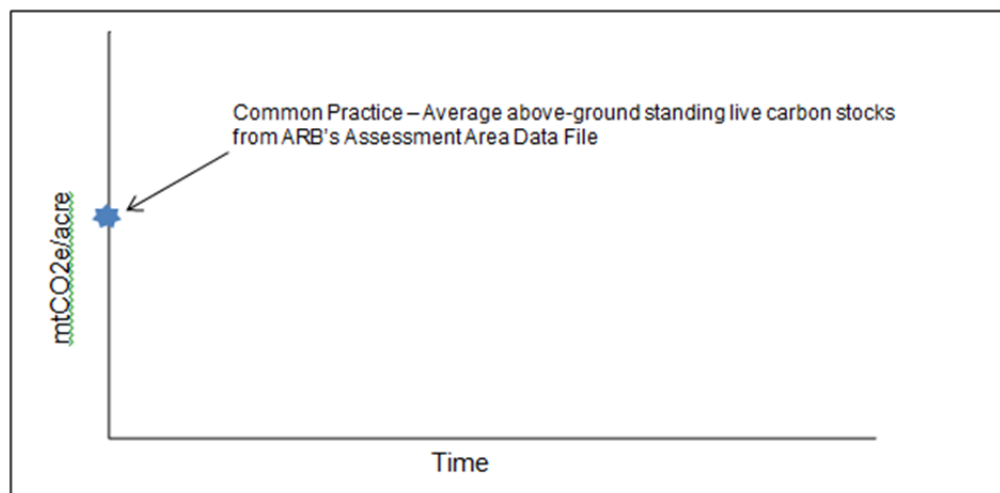 Common Practice – Average above-ground standing live carbon stocks
from ARB's Assessment Area Data File
mtCO2e/acre
Time